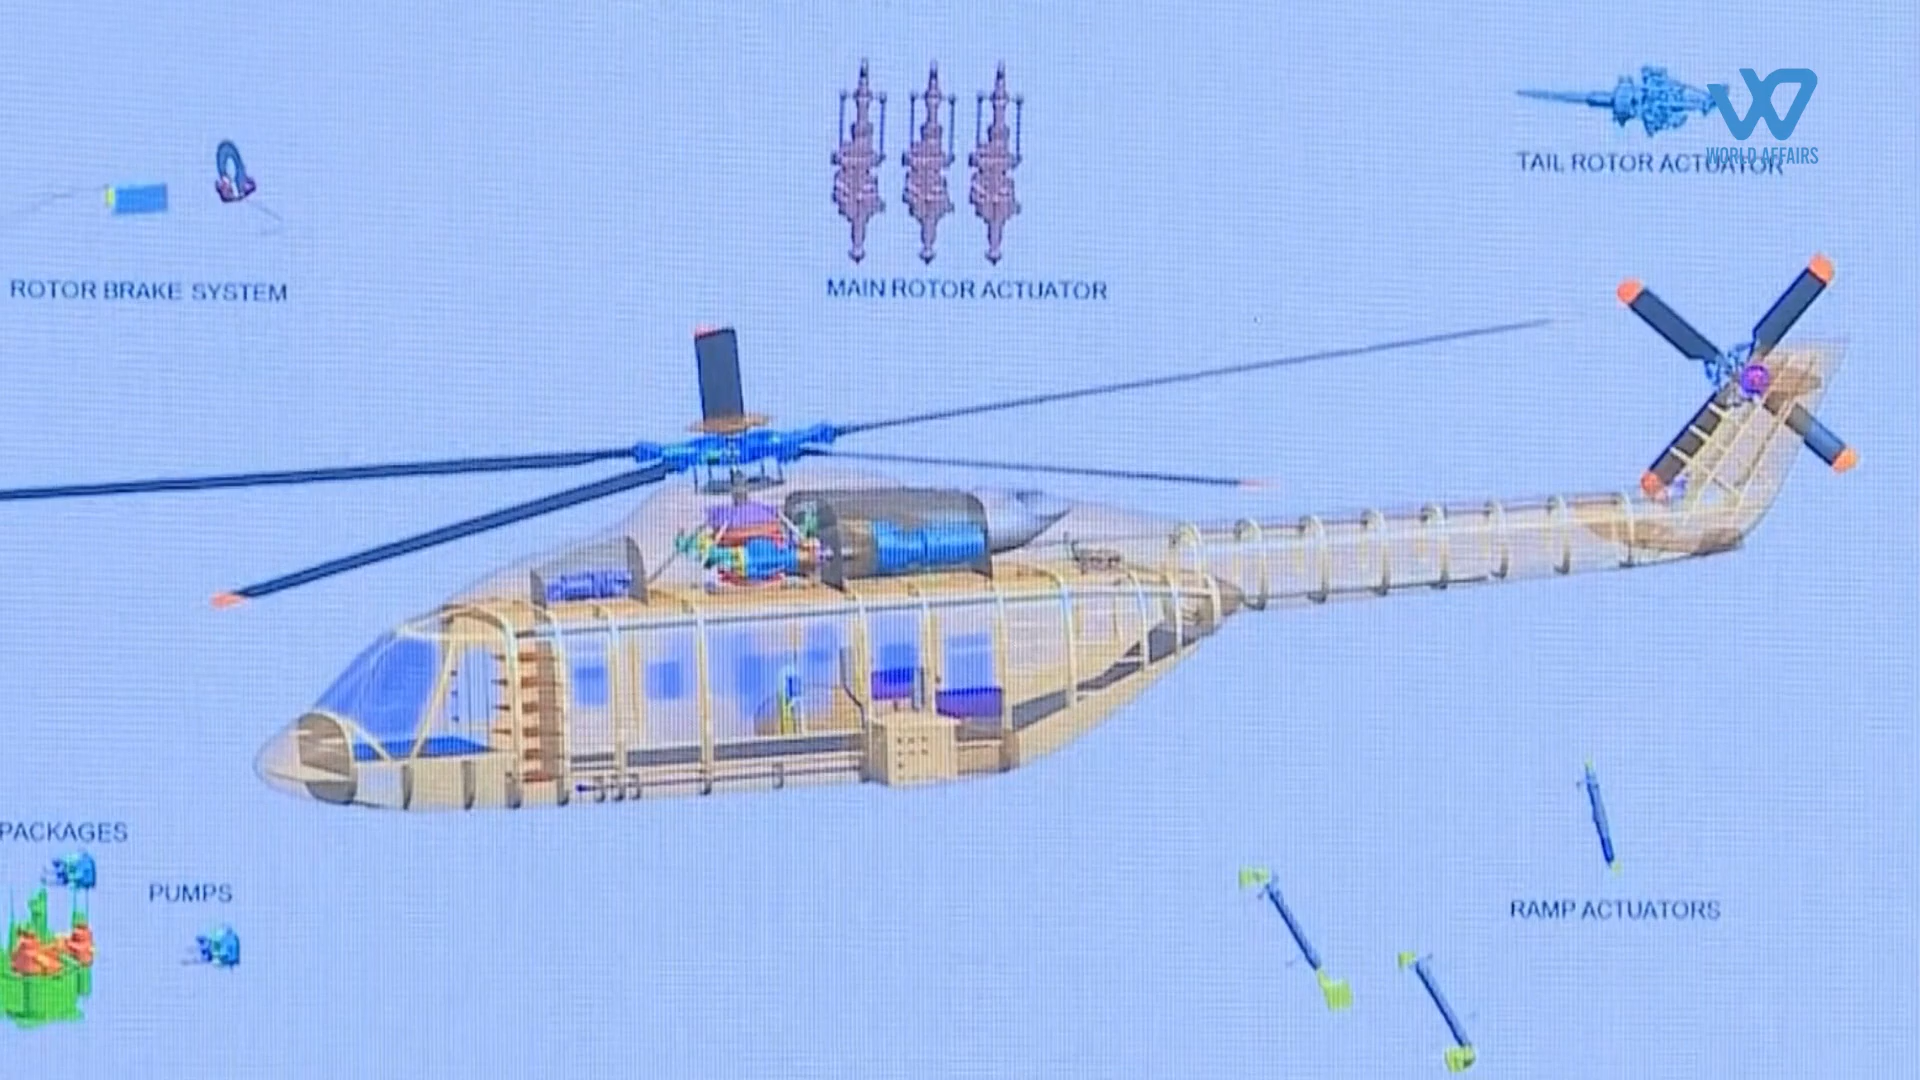 WORLD AFFAIRS
TAIL ROTOR ACTUATOR
ROTOR BRAKE SYSTEM
MAIN ROTOR ACTUATOR
PACKAGES
PUMPS
RAMP ACTUATORS